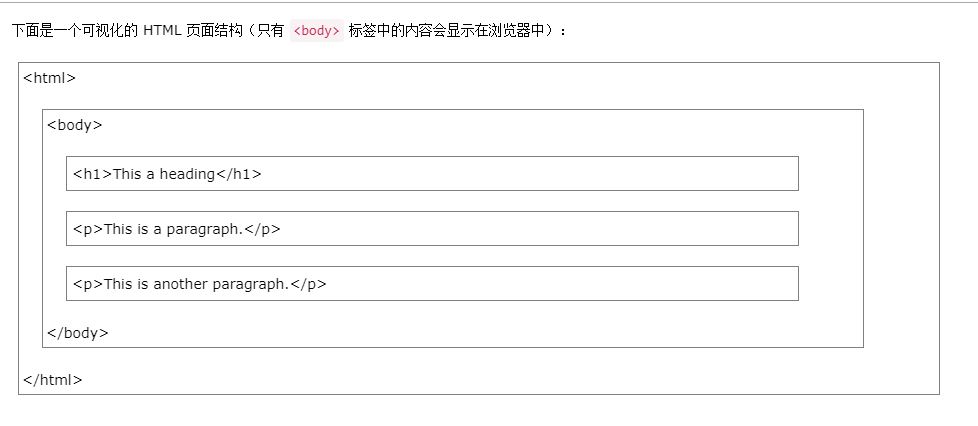 下面是一个可视化的 HTML 页面结构（只有 <body> 标签中的内容会显示在浏览器中）：
<html>
<body>
<h1>This a heading</h1>
<p>This is a paragraph.</p>
<p>This is another paragraph.</p>
</body>
</html>